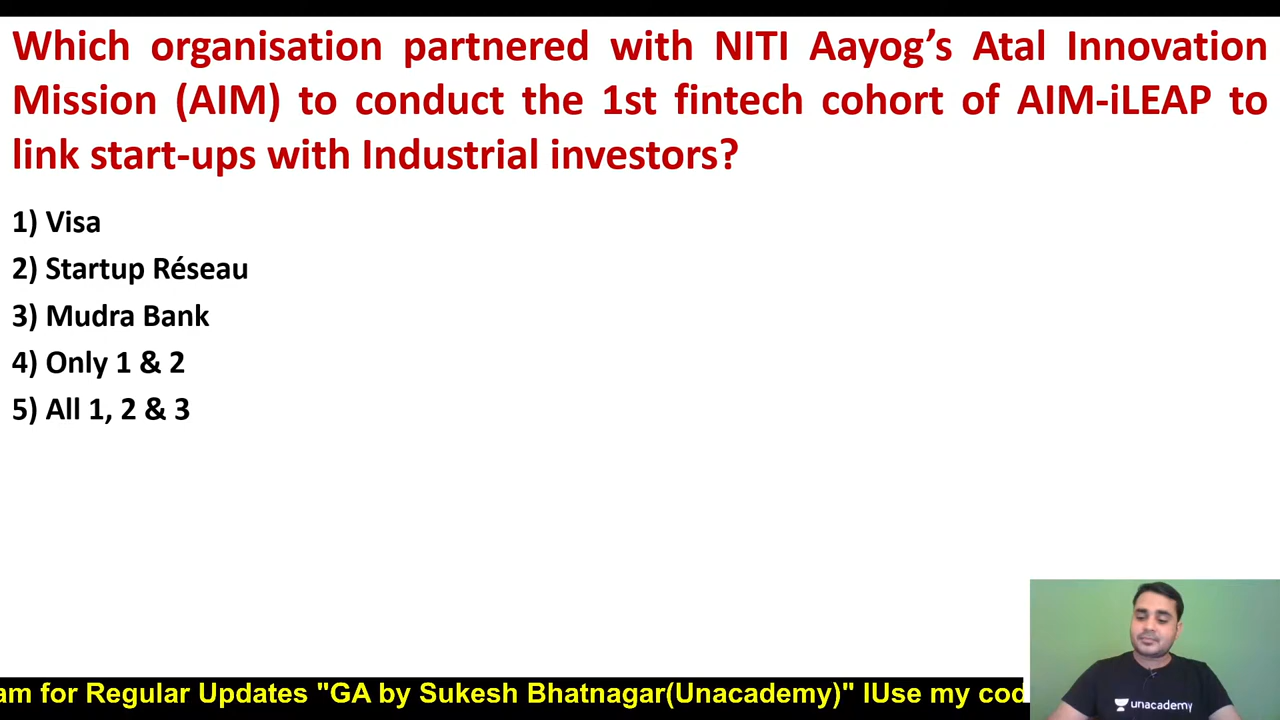 Which organisation partnered with NITI Aayog’s Atal Innovation
Mission (AIM) to conduct the 1st fintech cohort of AIM-iLEAP to
link start-ups with Industrial investors?
1) Visa
2) Startup Réseau
3) Mudra Bank
4) Only 1 & 2
5) All 1, 2 & 3
unacademy
am for Regular Updates "GA by Sukesh Bhatnagar(Unacademy)" IUse my cod